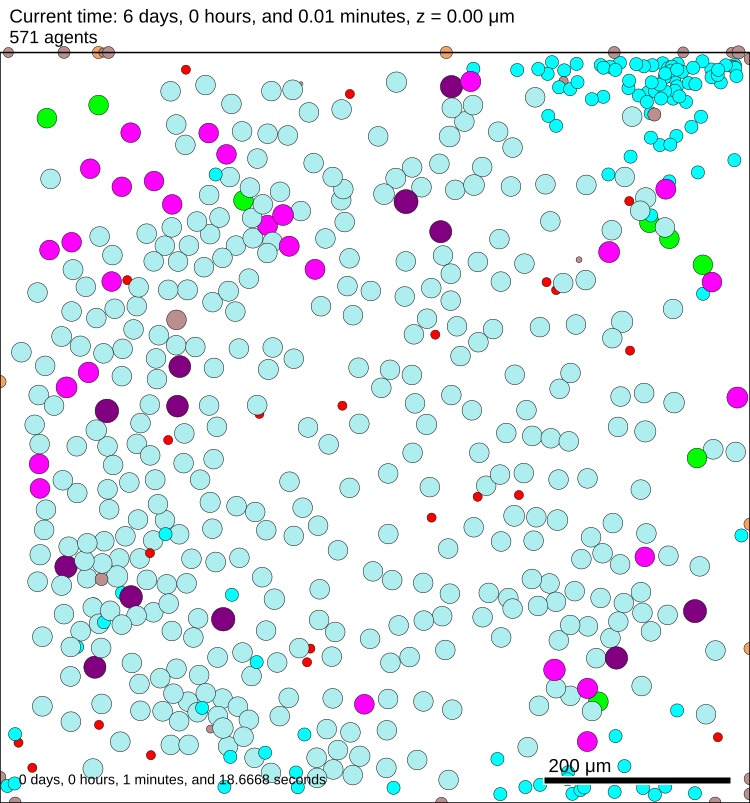 Current time: 6 days, 0 hours, and 0.01 minutes, z = 0.00 μm
571 agents
200 μm
0 days, 0 hours, 1 minutes, and 18.6668 seconds